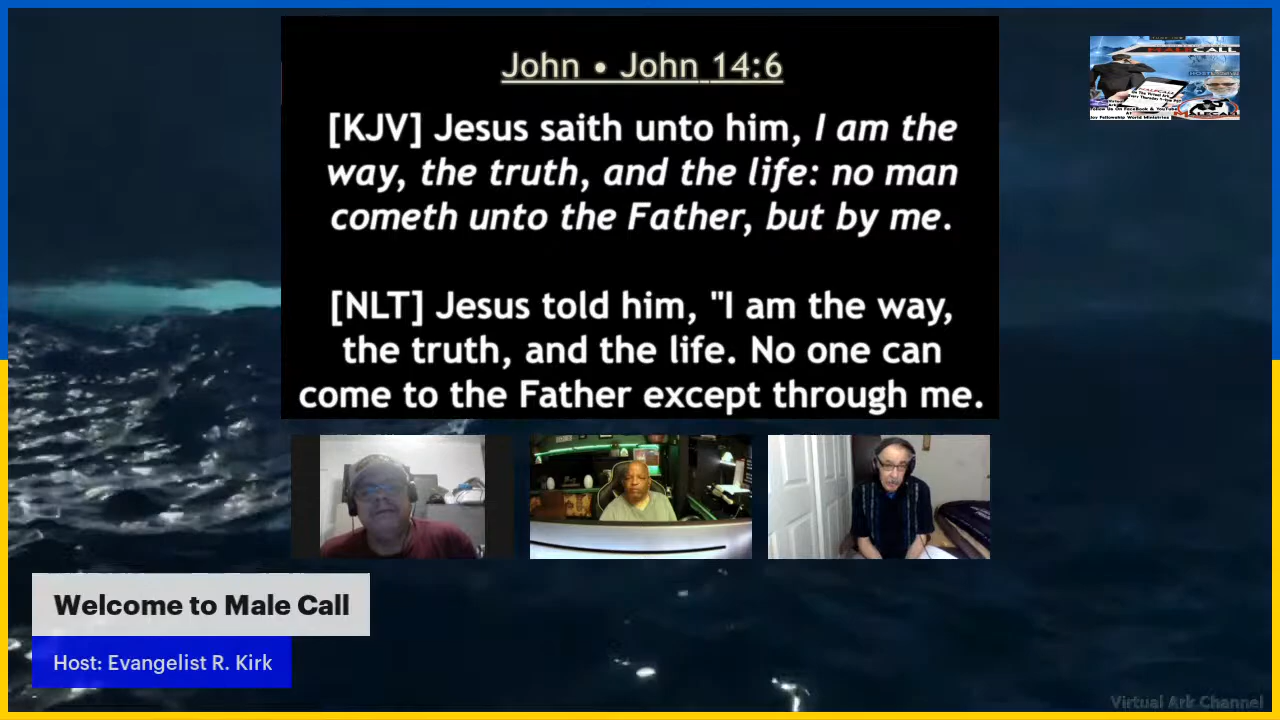 John • John 14:6
[KJV] Jesus saith unto him, I am the
way, the truth, and the life: no man
cometh unto the Father, but by me.
[NLT] Jesus told him, "I am the way,
the truth, and the life. No one can
come to the Father except through me.
MALECALL
Welcome to Male Call
Host: Evangelist R. Kirk
Virtual Ark Channel